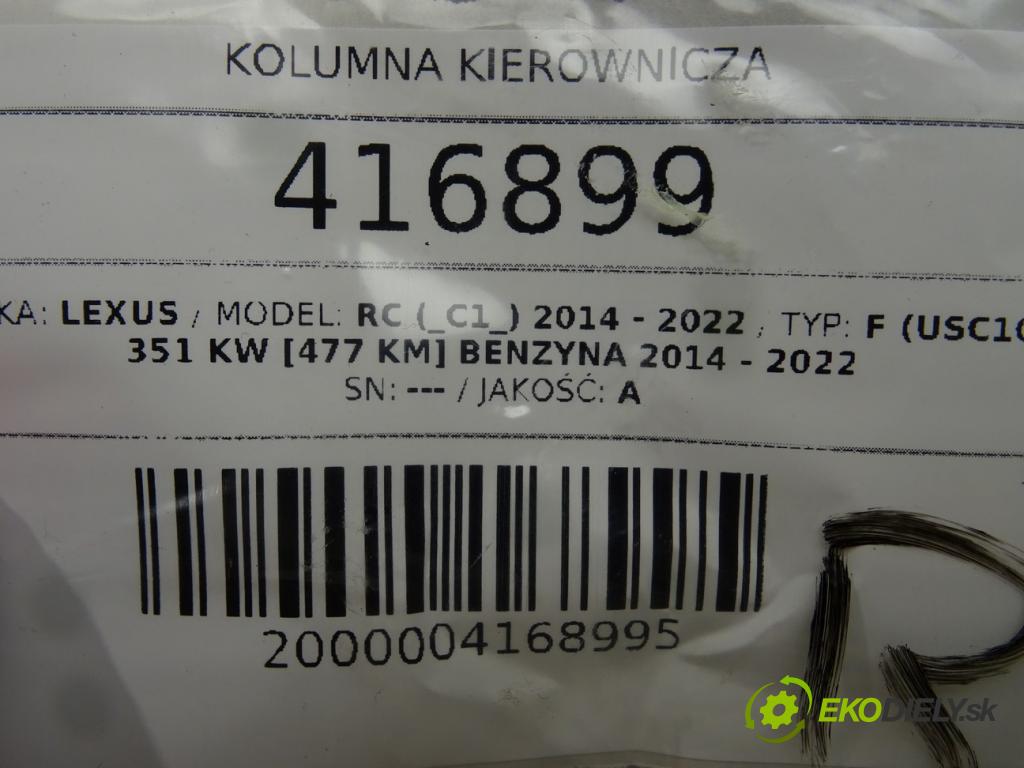 KOLUMNA KIEROWNICZA
416899
KA: LEXUS / MODEL: RC (_C1_) 2014 - 2022 / TYP: F (USC10
351 KW [477 KM] BENZYNA 2014 - 2022
SN: --- / JAKOŚĆ: A
2000004168995
R
EKODIELY.sk